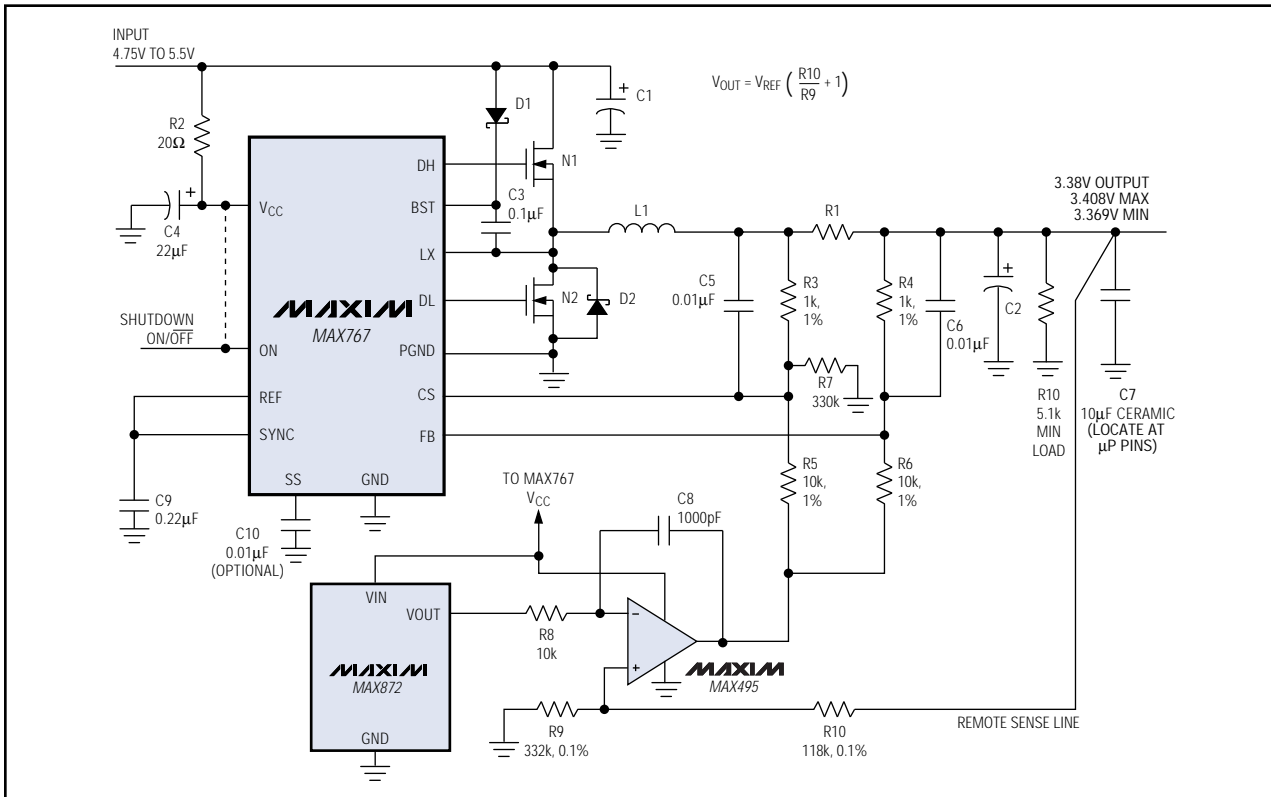 INPUT
4.75V TO 5.5V
V_OUT = V_REF ( R10/R9 + 1 )
D1
C1
R2
20Ω
DH
N1
3.38V OUTPUT
3.408V MAX
3.369V MIN
C3
0.1µF
BST
L1
R1
V_CC
C4
22µF
LX
C5
0.01µF
R3
1k,
1%
R4
1k,
1%
C2
MAXIM
MAX767
DL
N2
D2
C6
0.01µF
SHUTDOWN
ON/O̅F̅F̅
ON
PGND
R7
330k
REF
CS
R10
5.1k
MIN
LOAD
C7
10µF CERAMIC
(LOCATE AT
µP PINS)
SYNC
FB
SS
GND
TO MAX767
V_CC
R5
10k,
1%
R6
10k,
1%
C9
0.22µF
C8
1000pF
C10
0.01µF
(OPTIONAL)
VIN
VOUT
R8
10k
−
+
MAXIM
MAX872
MAXIM
MAX495
GND
R9
332k, 0.1%
R10
118k, 0.1%
REMOTE SENSE LINE